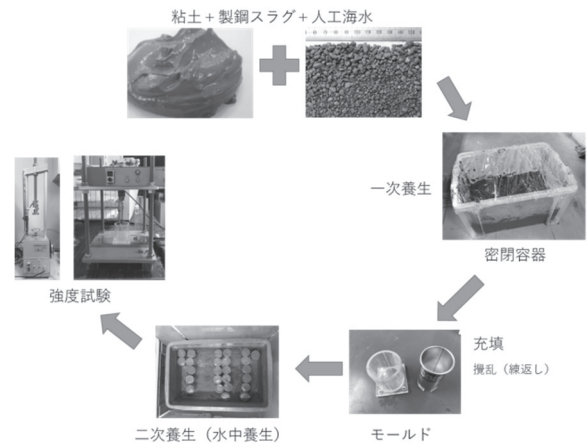 粘土＋製鋼スラグ＋人工海水
一次養生
密閉容器
充填
攪乱（練返し）
モールド
二次養生（水中養生）
強度試験